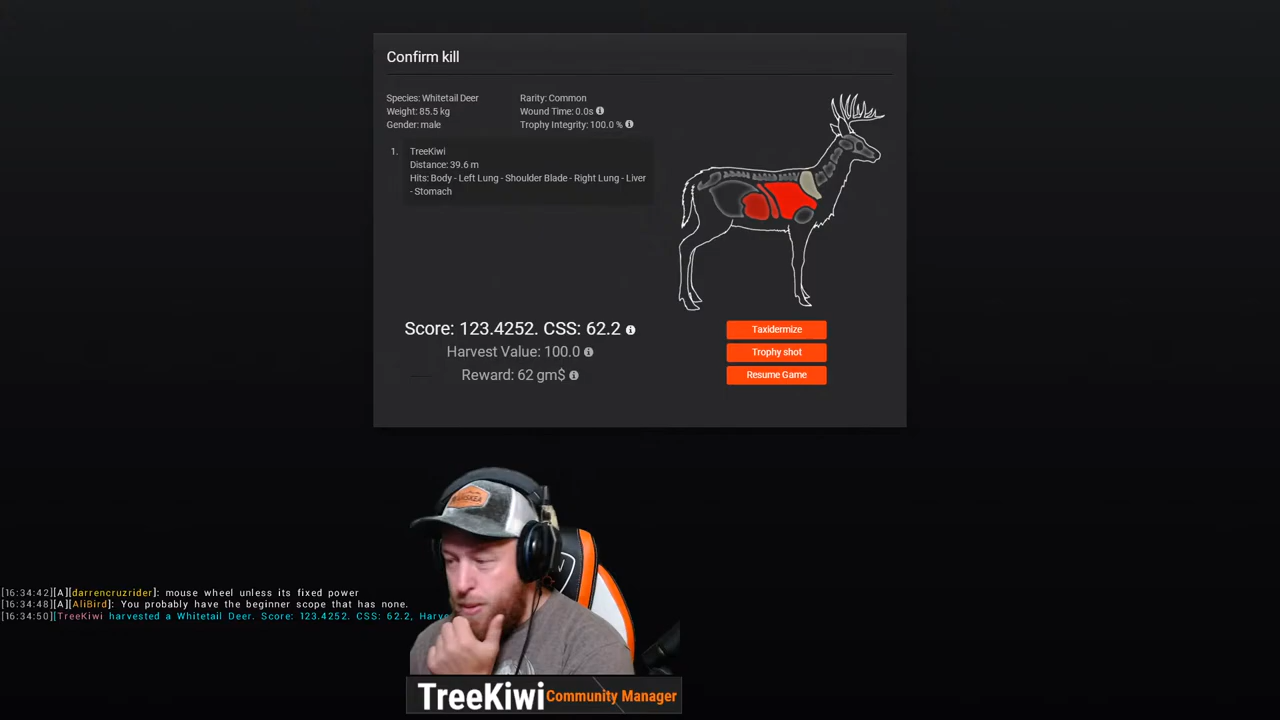 Confirm kill
Species: Whitetail Deer
Weight: 85.5 kg
Gender: male
Rarity: Common
Wound Time: 0.0s
Trophy Integrity: 100.0 %
1. TreeKiwi
Distance: 39.6 m
Hits: Body - Left Lung - Shoulder Blade - Right Lung - Liver
- Stomach
Score: 123.4252. CSS: 62.2
Harvest Value: 100.0
Reward: 62 gm$
Taxidermize
Trophy shot
Resume Game
[16:34:42][A][darrencruzrider]: mouse wheel unless its fixed power
[16:34:48][A][AliBird]: You probably have the beginner scope that has none.
[16:34:50][TreeKiwi harvested a Whitetail Deer. Score: 123.4252. CSS: 62.2, Harve
TreeKiwi Community Manager